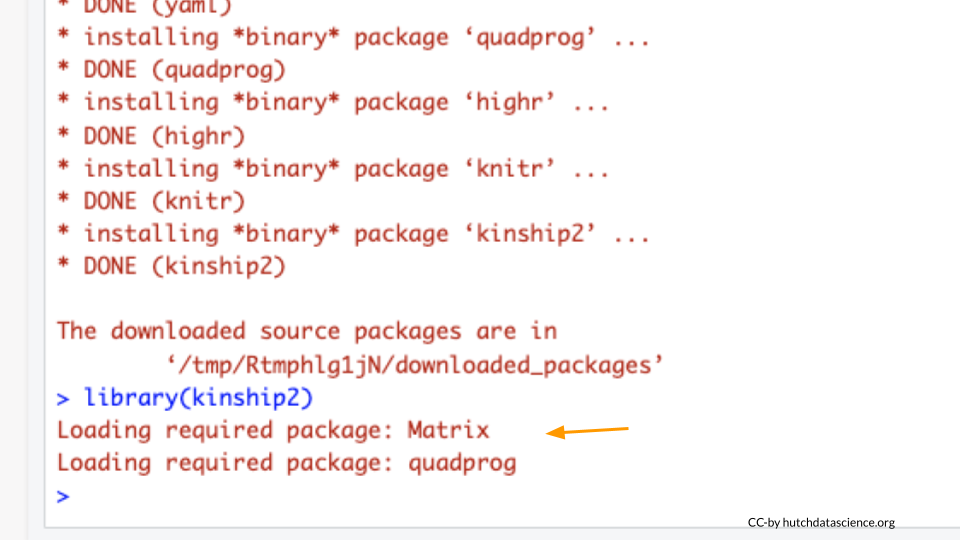 * DONE (yaml)
* installing *binary* package ‘quadprog’ ...
* DONE (quadprog)
* installing *binary* package ‘highr’ ...
* DONE (highr)
* installing *binary* package ‘knitr’ ...
* DONE (knitr)
* installing *binary* package ‘kinship2’ ...
* DONE (kinship2)

The downloaded source packages are in
        ‘/tmp/Rtmphlg1jN/downloaded_packages’
> library(kinship2)
Loading required package: Matrix
Loading required package: quadprog
>
CC-by hutchdatascience.org